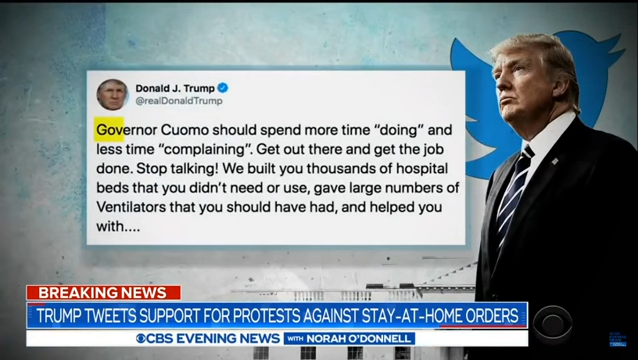 Donald J. Trump
@realDonaldTrump
Governor Cuomo should spend more time “doing” and
less time “complaining”. Get out there and get the job
done. Stop talking! We built you thousands of hospital
beds that you didn’t need or use, gave large numbers of
Ventilators that you should have had, and helped you
with....
BREAKING NEWS
TRUMP TWEETS SUPPORT FOR PROTESTS AGAINST STAY-AT-HOME ORDERS
CBS EVENING NEWS WITH NORAH O’DONNELL